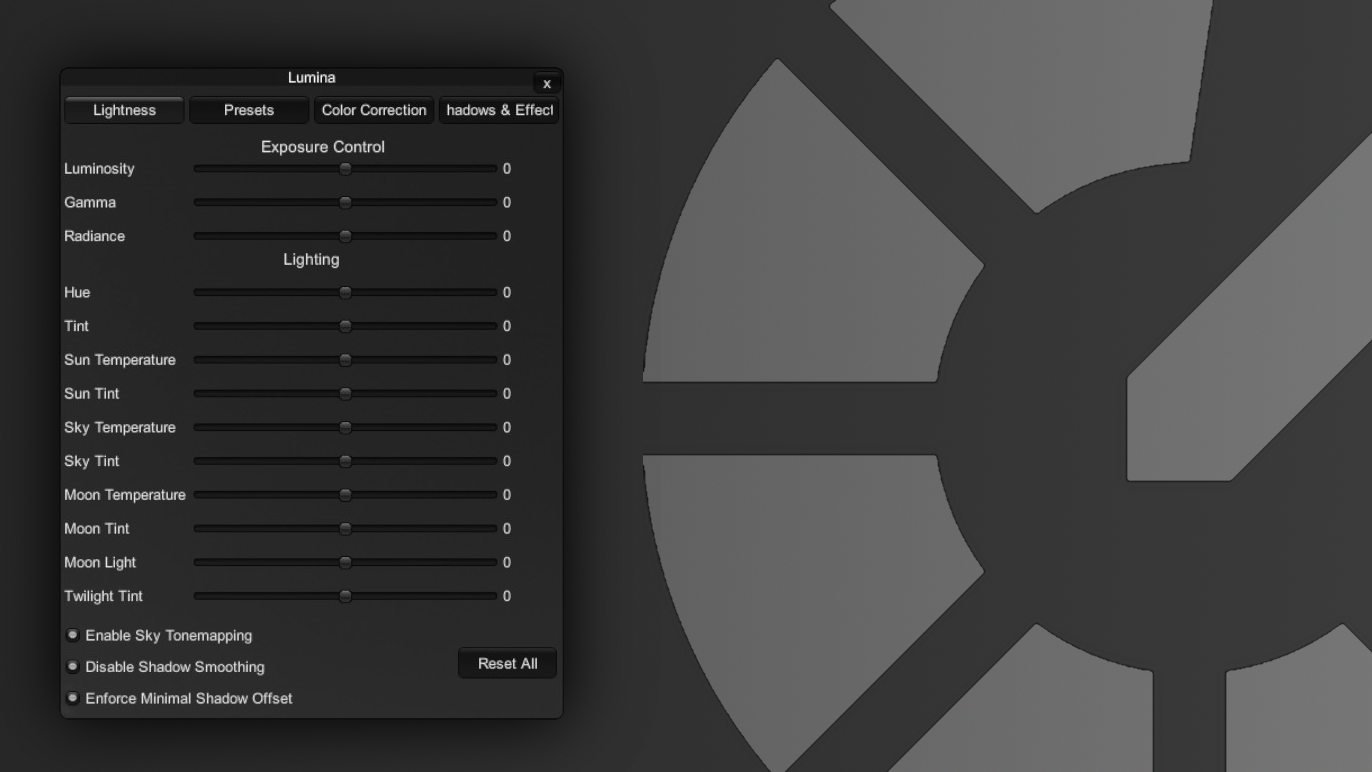 Lumina
x
Lightness Presets Color Correction hadows & Effect
Exposure Control
Luminosity 0
Gamma 0
Radiance 0
Lighting
Hue 0
Tint 0
Sun Temperature 0
Sun Tint 0
Sky Temperature 0
Sky Tint 0
Moon Temperature 0
Moon Tint 0
Moon Light 0
Twilight Tint 0
Enable Sky Tonemapping
Disable Shadow Smoothing
Reset All
Enforce Minimal Shadow Offset